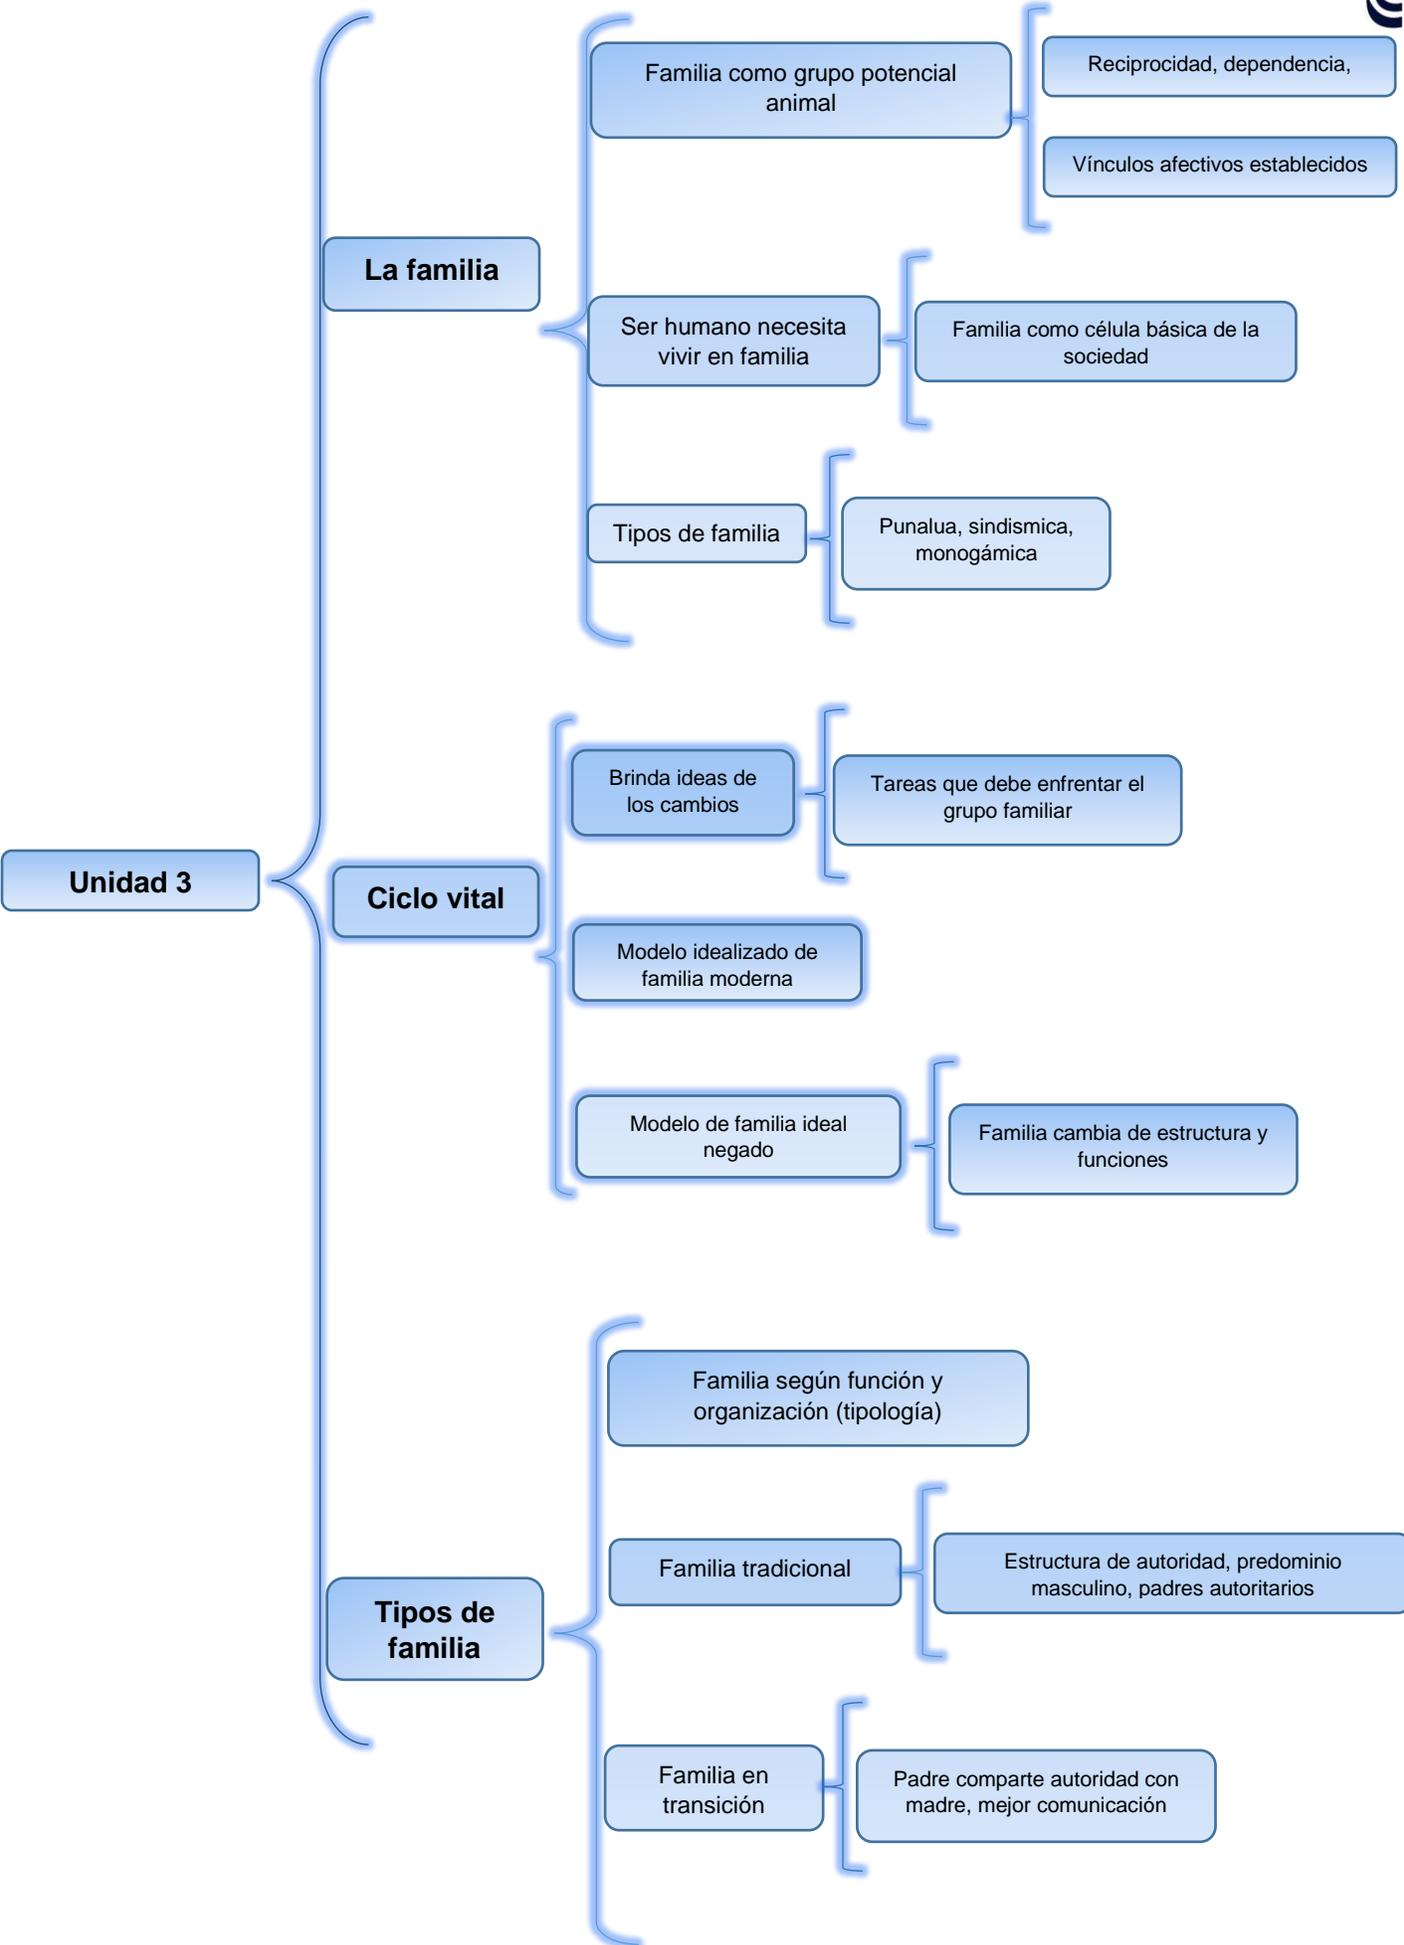 Unidad 3
La familia
Familia como grupo potencial
animal
Reciprocidad, dependencia,
Vínculos afectivos establecidos
Ser humano necesita
vivir en familia
Familia como célula básica de la
sociedad
Tipos de familia
Punalua, sindismica,
monogámica
Ciclo vital
Brinda ideas de
los cambios
Tareas que debe enfrentar el
grupo familiar
Modelo idealizado de
familia moderna
Modelo de familia ideal
negado
Familia cambia de estructura y
funciones
Tipos de
familia
Familia según función y
organización (tipología)
Familia tradicional
Estructura de autoridad, predominio
masculino, padres autoritarios
Familia en
transición
Padre comparte autoridad con
madre, mejor comunicación